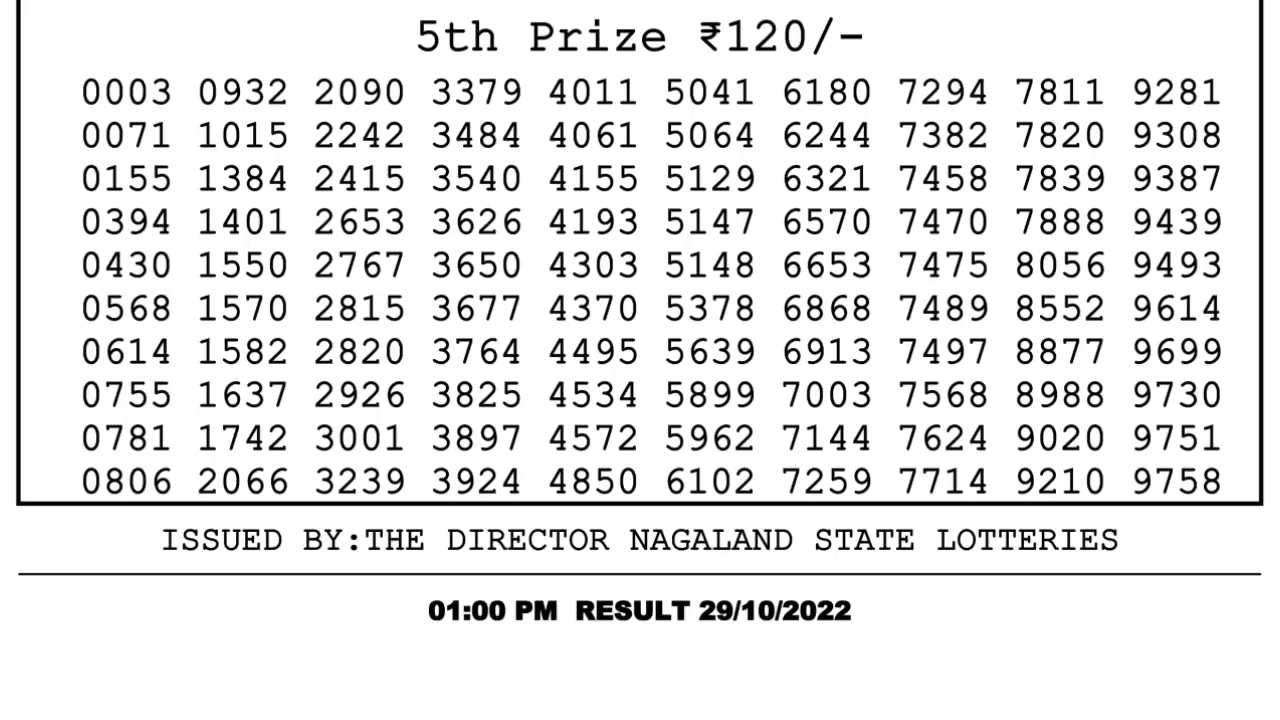 5th Prize ₹120/-
0003 0932 2090 3379 4011 5041 6180 7294 7811 9281
0071 1015 2242 3484 4061 5064 6244 7382 7820 9308
0155 1384 2415 3540 4155 5129 6321 7458 7839 9387
0394 1401 2653 3626 4193 5147 6570 7470 7888 9439
0430 1550 2767 3650 4303 5148 6653 7475 8056 9493
0568 1570 2815 3677 4370 5378 6868 7489 8552 9614
0614 1582 2820 3764 4495 5639 6913 7497 8877 9699
0755 1637 2926 3825 4534 5899 7003 7568 8988 9730
0781 1742 3001 3897 4572 5962 7144 7624 9020 9751
0806 2066 3239 3924 4850 6102 7259 7714 9210 9758
ISSUED BY:THE DIRECTOR NAGALAND STATE LOTTERIES
01:00 PM RESULT 29/10/2022